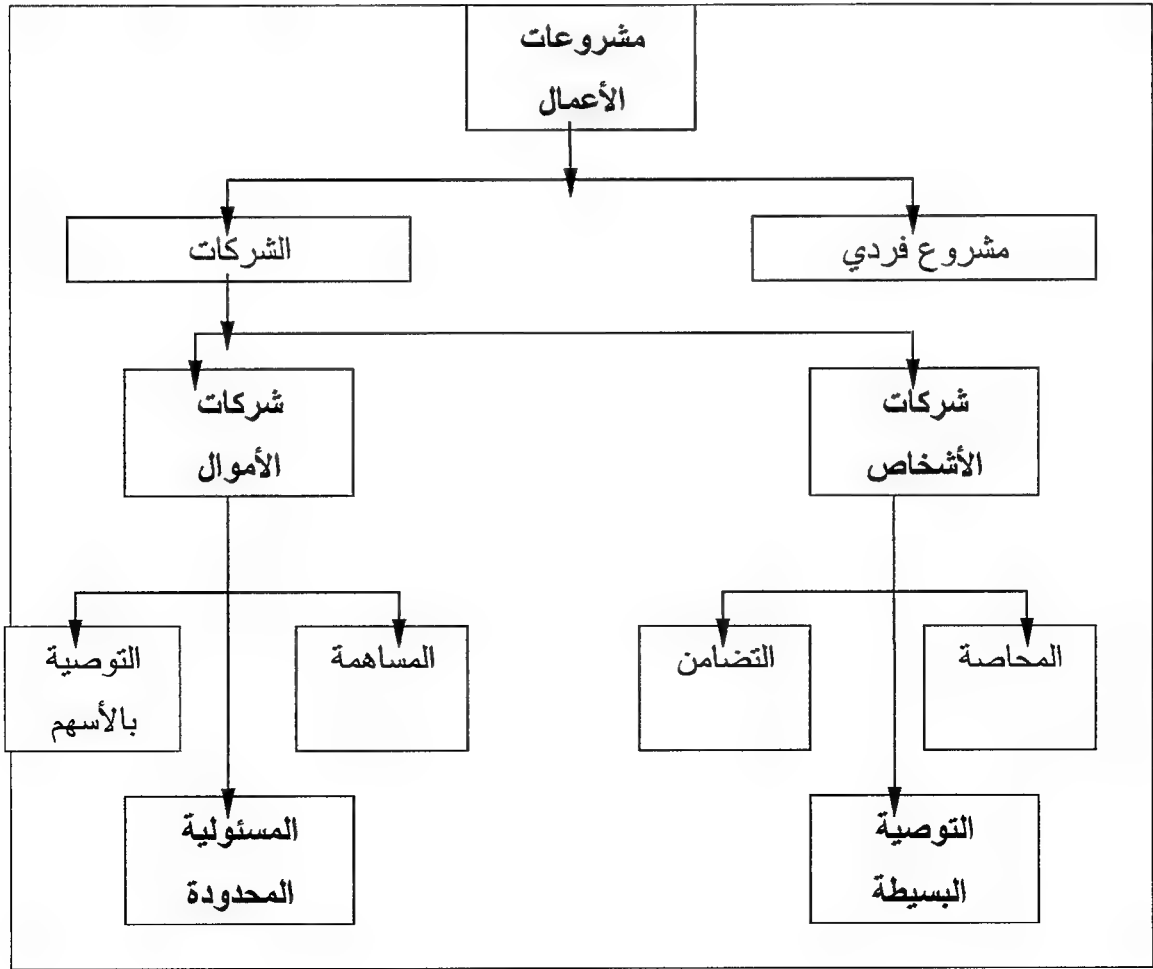 مشروعات
الأعمال
مشروع فردي
الشركات
شركات
الأشخاص
شركات
الأموال
المحاصة
التضامن
المساهمة
التوصية
بالأسهم
التوصية
البسيطة
المسئولية
المحدودة